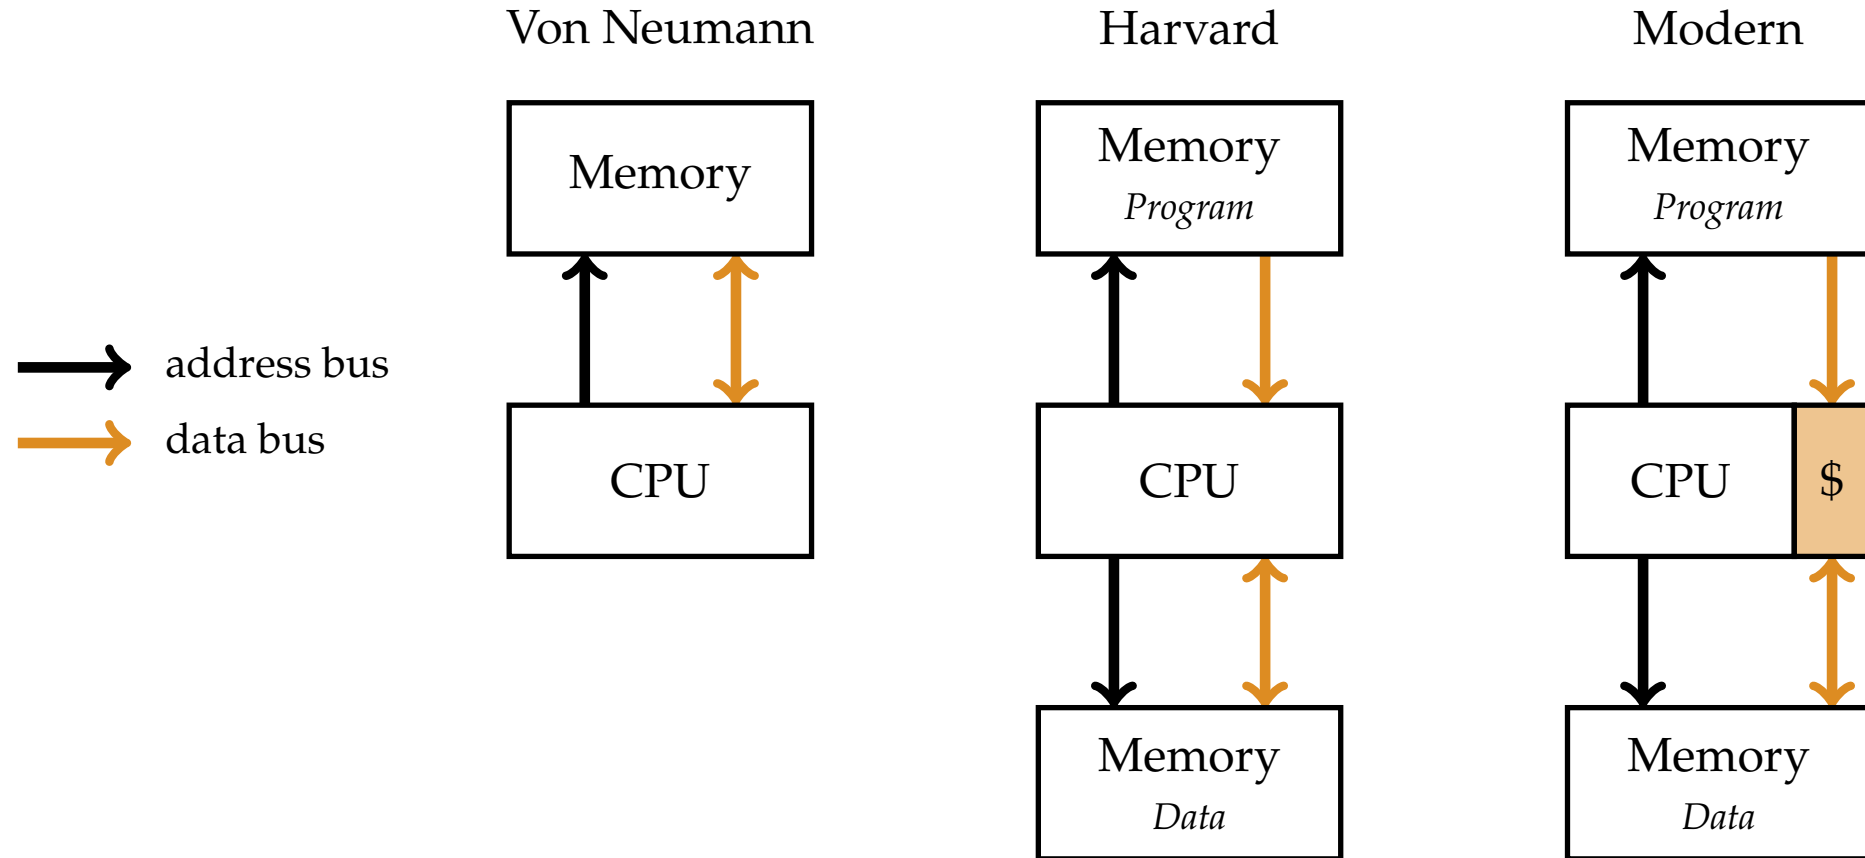 Von Neumann
Harvard
Modern
Memory
Memory
Program
Memory
Program
address bus
data bus
CPU
CPU
CPU
$
Memory
Data
Memory
Data